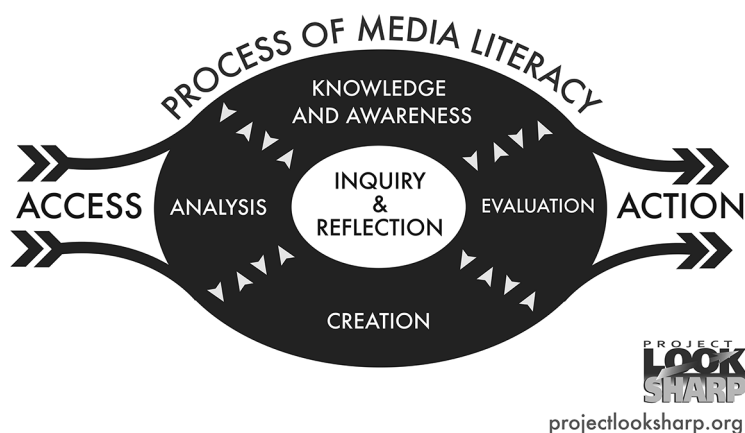 PROCESS OF MEDIA LITERACY
KNOWLEDGE
AND AWARENESS
ACCESS
ANALYSIS
INQUIRY
&
REFLECTION
EVALUATION
ACTION
CREATION
PROJECT
LOOK
SHARP
projectlooksharp.org